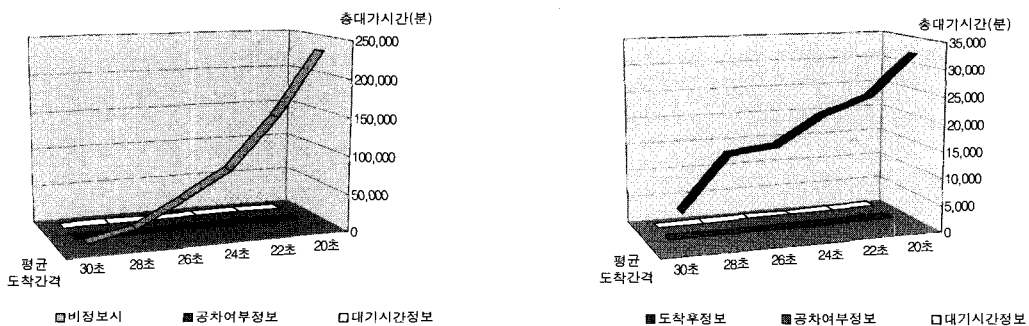 총대기시간(분)
250,000
200,000
150,000
100,000
50,000
0
평균
도착간격
30초
28초
26초
24초
22초
20초
비정보시
공차여부정보
대기시간정보
총대기시간(분)
35,000
30,000
25,000
20,000
15,000
10,000
5,000
0
평균
도착간격
30초
28초
26초
24초
22초
20초
도착후정보
공차여부정보
대기시간정보